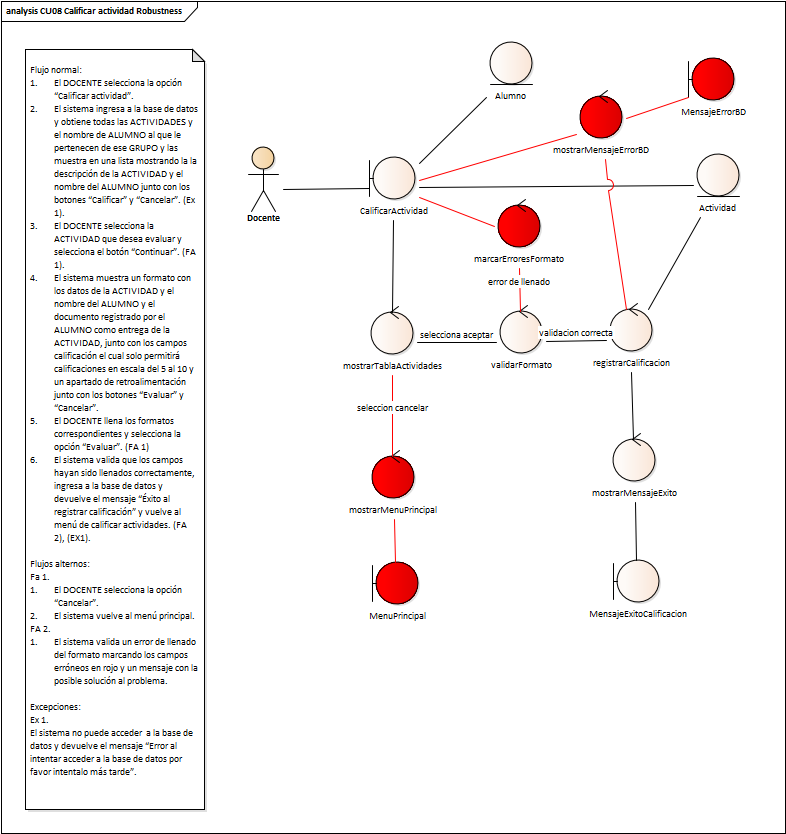 analysis CU08 Calificar actividad Robustness
Flujo normal:
1. El DOCENTE selecciona la opción
“Calificar actividad”.
2. El sistema ingresa a la base de datos
y obtiene todas las ACTIVIDADES y
el nombre de ALUMNO al que le
pertenecen de ese GRUPO y las
muestra en una lista mostrando la la
descripción de la ACTIVIDAD y el
nombre del ALUMNO junto con los
botones “Calificar” y “Cancelar”. (Ex
1).
3. El DOCENTE selecciona la
ACTIVIDAD que desea evaluar y
selecciona el botón “Continuar”. (FA
1).
4. El sistema muestra un formato con
los datos de la ACTIVIDAD y el
nombre del ALUMNO y el
documento registrado por el
ALUMNO como entrega de la
ACTIVIDAD, junto con los campos
calificación el cual solo permitirá
calificaciones en escala del 5 al 10 y
un apartado de retroalimentación
junto con los botones “Evaluar” y
“Cancelar”.
5. El DOCENTE llena los formatos
correspondientes y selecciona la
opción “Evaluar”. (FA 1)
6. El sistema valida que los campos
hayan sido llenados correctamente,
ingresa a la base de datos y
devuelve el mensaje “Éxito al
registrar calificación” y vuelve al
menú de calificar actividades. (FA
2), (EX1).
Flujos alternos:
Fa 1.
1. El DOCENTE selecciona la opción
“Cancelar”.
2. El sistema vuelve al menú principal.
FA 2.
1. El sistema valida un error de llenado
del formato marcando los campos
erróneos en rojo y un mensaje con la
posible solución al problema.
Excepciones:
Ex 1.
El sistema no puede acceder a la base de
datos y devuelve el mensaje “Error al
intentar acceder a la base de datos por
favor intentalo más tarde”.
Alumno
MensajeErrorBD
mostrarMensajeErrorBD
Docente
CalificarActividad
Actividad
marcarErroresFormato
error de llenado
selecciona aceptar
validacion correcta
mostrarTablaActividades
validarFormato
registrarCalificacion
seleccion cancelar
mostrarMensajeExito
mostrarMenuPrincipal
MenuPrincipal
MensajeExitoCalificacion